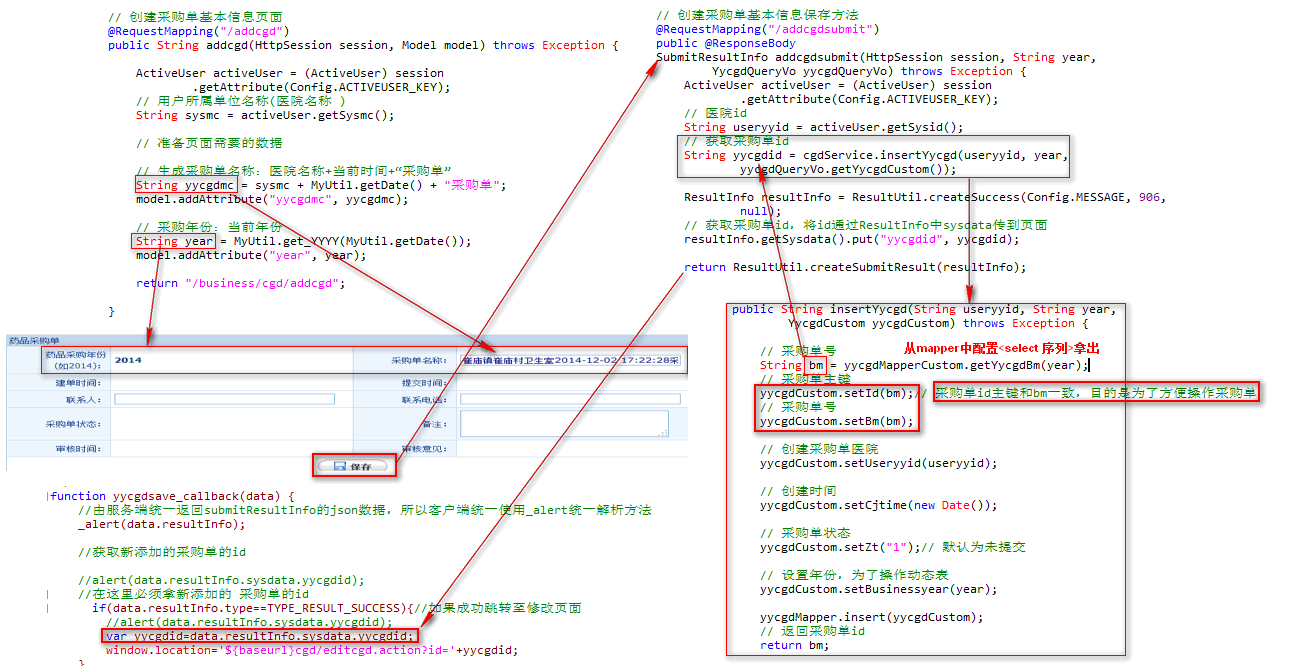 // 创建采购单基本信息页面
@RequestMapping("/addcgd")
public String addcgd(HttpSession session, Model model) throws Exception {
ActiveUser activeUser = (ActiveUser) session
.getAttribute(Config.ACTIVEUSER_KEY);
// 用户所属单位名称(医院名称 )
String sysmc = activeUser.getSysmc();
// 准备页面需要的数据
// 生成采购单名称: 医院名称+当前时间+“采购单”
String yycgdmc = sysmc + MyUtil.getDate() + "采购单";
model.addAttribute("yycgdmc", yycgdmc);
// 采购年份: 当前年份
String year = MyUtil.get_YYYY(MyUtil.getDate());
model.addAttribute("year", year);
return "/business/cgd/addcgd";
}
// 创建采购单基本信息保存方法
@RequestMapping("/addcgdsubmit")
public @ResponseBody
SubmitResultInfo addcgdsubmit(HttpSession session, String year,
YycgdQueryVo yycgdQueryVo) throws Exception {
ActiveUser activeUser = (ActiveUser) session
.getAttribute(Config.ACTIVEUSER_KEY);
// 医院id
String useryyid = activeUser.getSysid();
// 获取采购单id
String yycgdid = cgdService.insertYycgd(useryyid, year,
yycgdQueryVo.getYycgdCustom());
ResultInfo resultInfo = ResultUtil.createSuccess(Config.MESSAGE, 906,
null);
// 获取采购单id, 将id通过ResultInfo中sysdata传到页面
resultInfo.getSysdata().put("yycgdid", yycgdid);
return ResultUtil.createSubmitResult(resultInfo);
药品采购单
药品采购年份
(如2014):
2014
采购单名称:
崔庙镇崔庙村卫生室2014-12-02 17:22:28采
建单时间:
提交时间:
联系人:
联系电话:
采购单状态:
备注:
审核时间:
审核意见:
保存
public String insertYycgd(String useryyid, String year,
YycgdCustom yycgdCustom) throws Exception {
从mapper中配置<select 序列>拿出
// 采购单号
String bm = yycgdMapperCustom.getYycgdBm(year);
// 采购单主键
yycgdCustom.setId(bm);// 采购单id主键和bm一致, 目的是为了方便操作采购单
// 采购单号
yycgdCustom.setBm(bm);
// 创建采购单医院
yycgdCustom.setUseryyid(useryyid);
// 创建时间
yycgdCustom.setCjtime(new Date());
// 采购单状态
yycgdCustom.setZt("1");// 默认为未提交
// 设置年份, 为了操作动态表
yycgdCustom.setBusinessyear(year);
yycgdMapper.insert(yycgdCustom);
// 返回采购单id
return bm;
function yycgdsave_callback(data) {
//由服务端统一返回submitResultInfo的json数据, 所以客户端统一使用_alert统一解析方法
_alert(data.resultInfo);
//获取新添加的采购单的id
//alert(data.resultInfo.sysdata.yycgdid);
//在这里必须拿新添加的 采购单的id
if(data.resultInfo.type==TYPE_RESULT_SUCCESS){//如果成功跳转至修改页面
//alert(data.resultInfo.sysdata.yycgdid);
var yycgdid=data.resultInfo.sysdata.yycgdid;
window.location='${baseurl}cgd/editcgd.action?id='+yycgdid;
}